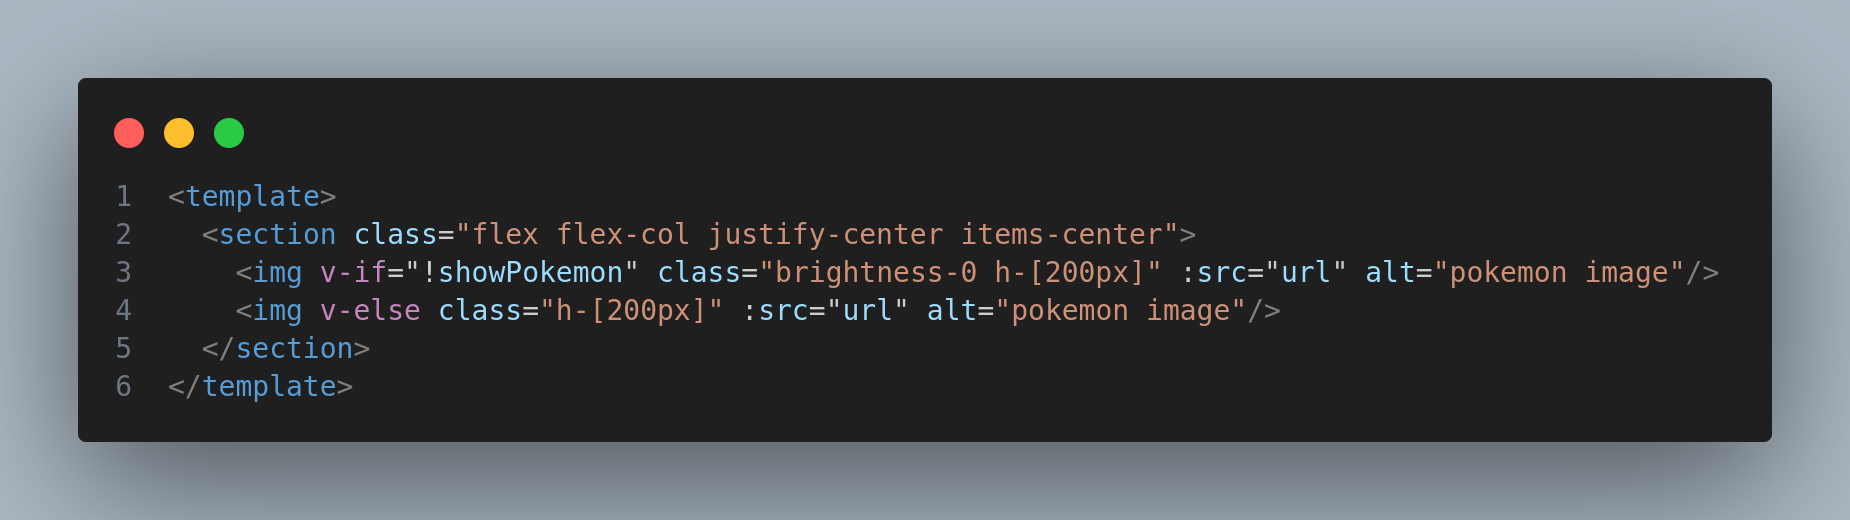 1 <template>
2   <section class="flex flex-col justify-center items-center">
3     <img v-if="!showPokemon" class="brightness-0 h-[200px]" :src="url" alt="pokemon image"/>
4     <img v-else class="h-[200px]" :src="url" alt="pokemon image"/>
5   </section>
6 </template>